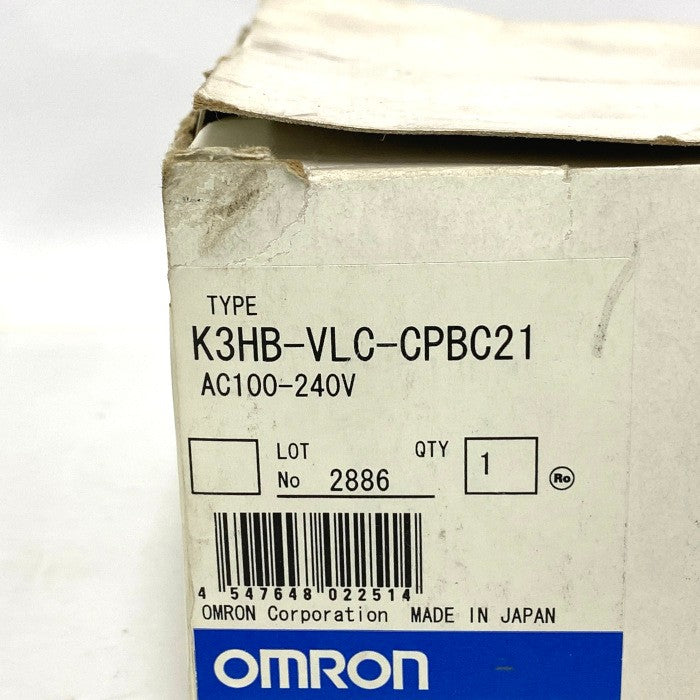 TYPE
K3HB-VLC-CPBC21
AC100-240V
LOT No 2886 QTY 1 Ro
4 547648 022514
OMRON Corporation MADE IN JAPAN
OMRON